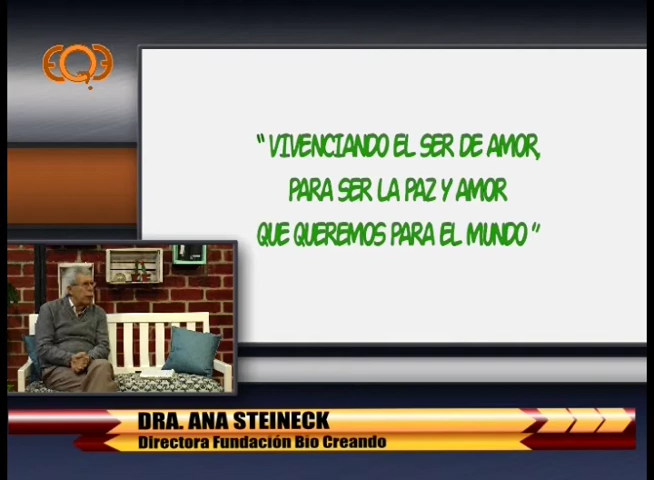 EQE
" VIVENCIANDO EL SER DE AMOR,
PARA SER LA PAZ Y AMOR
QUE QUEREMOS PARA EL MUNDO "
DRA. ANA STEINECK
Directora Fundación Bio Creando